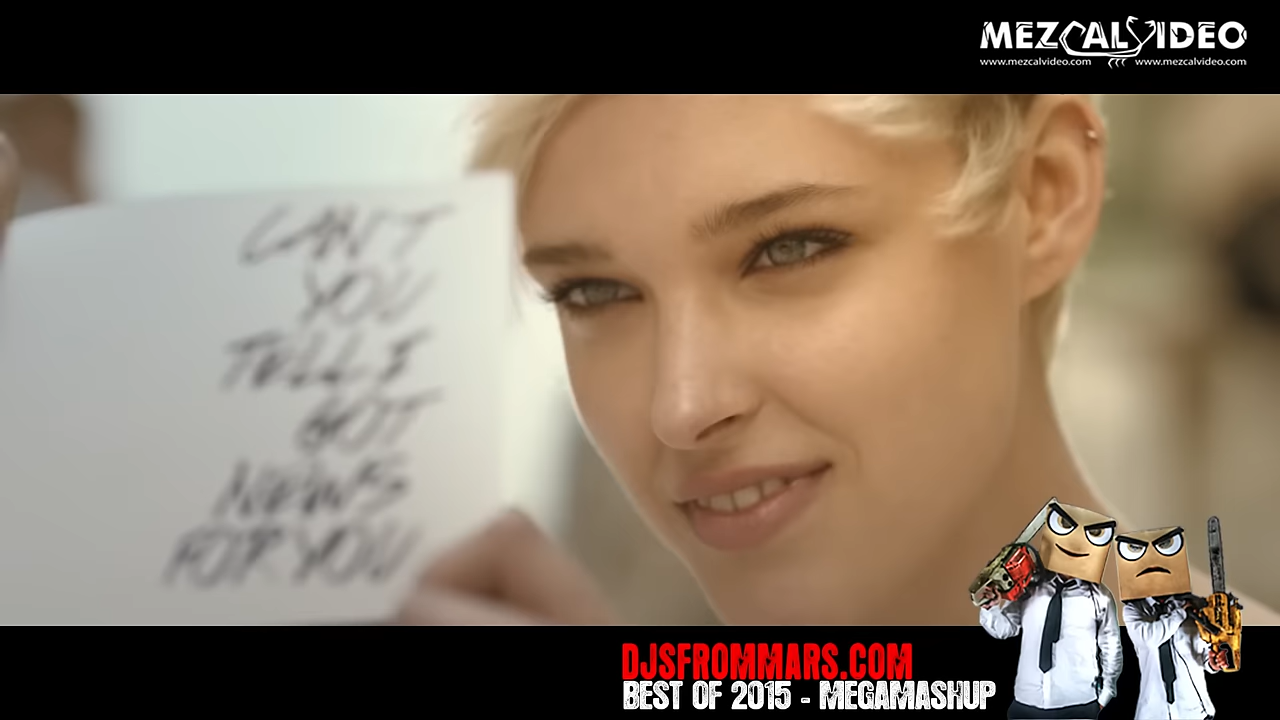 MEZCALVIDEO
www.mezcalvideo.com www.mezcalvideo.com
CAN'T
YOU
TELL I
GOT
NEWS
FOR YOU
DJSFROMMARS.COM
BEST OF 2015 - MEGAMASHUP